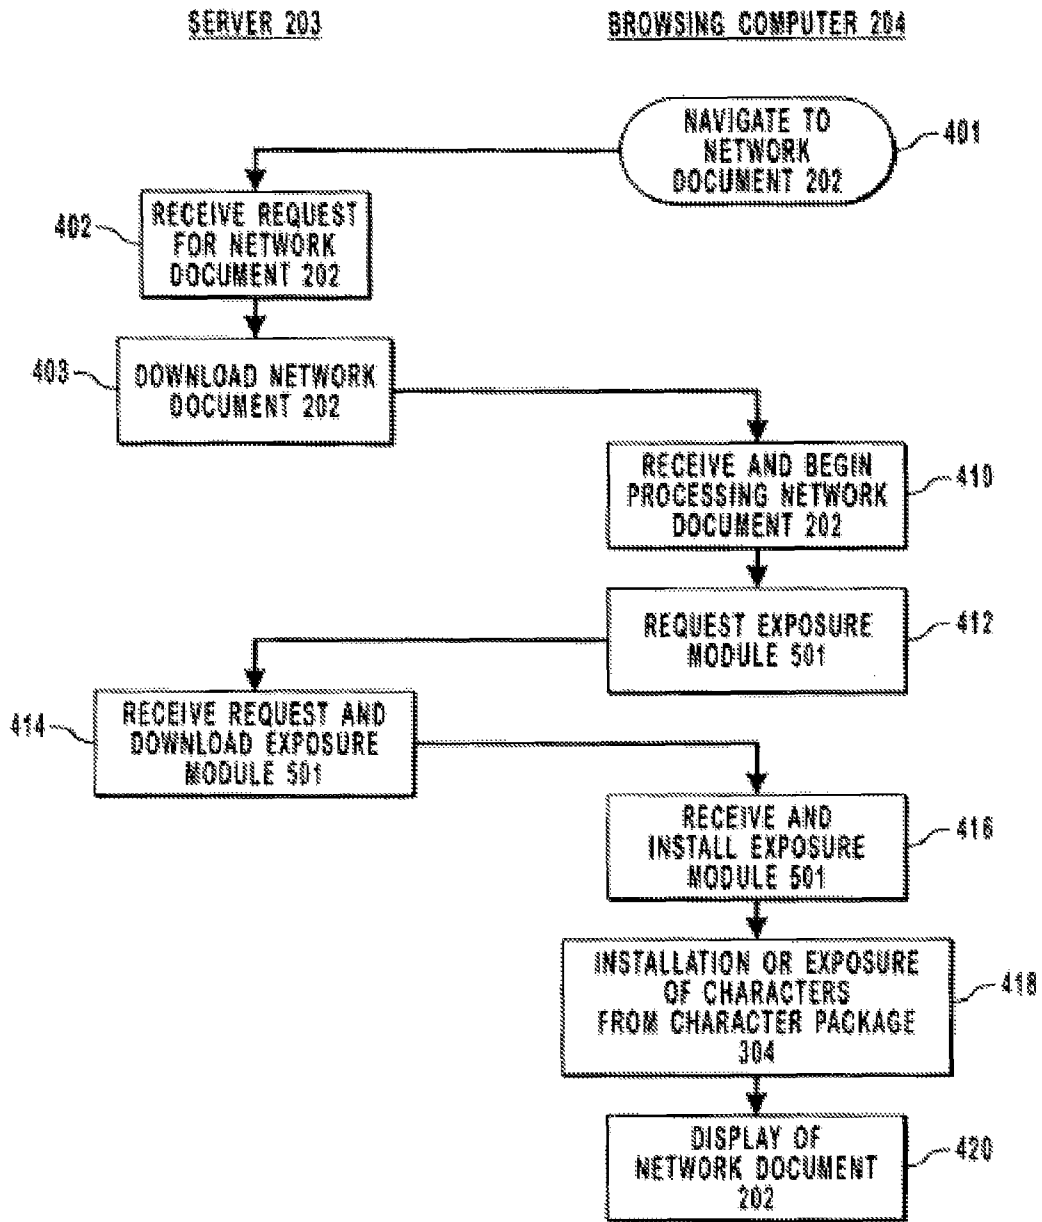 SERVER 203
BROWSING COMPUTER 204
NAVIGATE TO
NETWORK
DOCUMENT 202
401
RECEIVE REQUEST
FOR NETWORK
DOCUMENT 202
402
DOWNLOAD NETWORK
DOCUMENT 202
403
RECEIVE AND BEGIN
PROCESSING NETWORK
DOCUMENT 202
410
REQUEST EXPOSURE
MODULE 501
412
RECEIVE REQUEST AND
DOWNLOAD EXPOSURE
MODULE 501
414
RECEIVE AND
INSTALL EXPOSURE
MODULE 501
416
INSTALLATION OR EXPOSURE
OF CHARACTERS
FROM CHARACTER PACKAGE
304
418
DISPLAY OF
NETWORK DOCUMENT
202
420